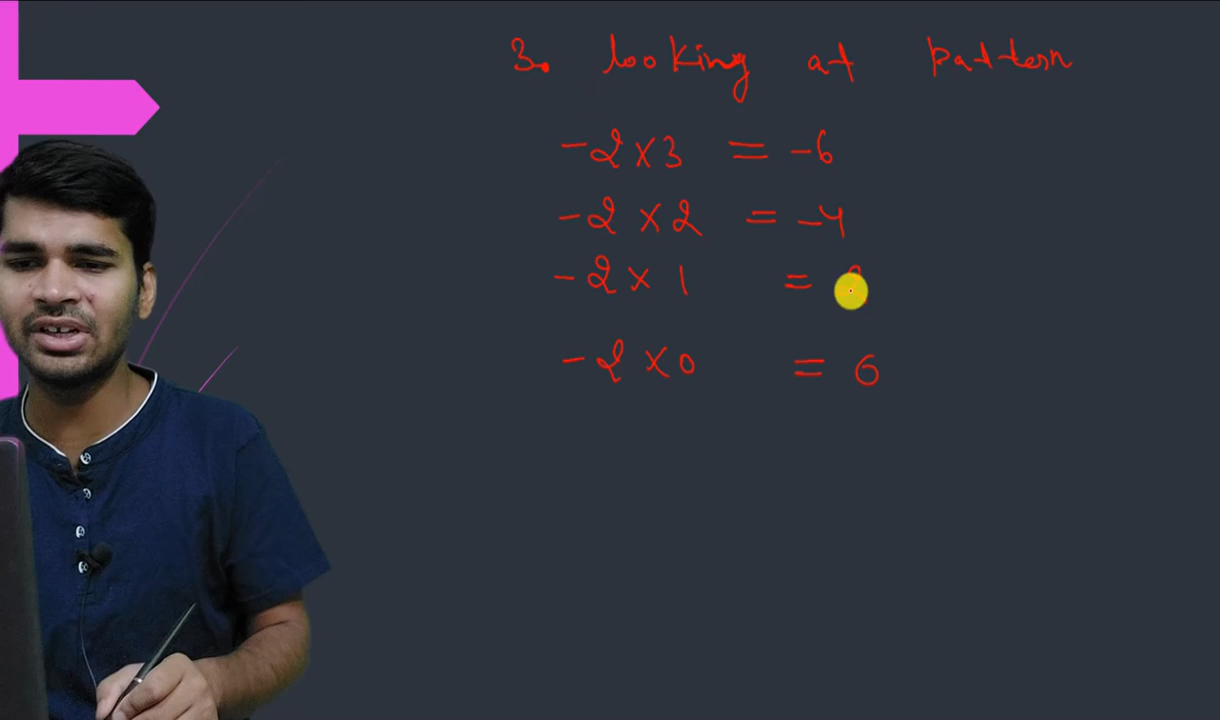 3. looking at pattern
-2 × 3 = -6
-2 × 2 = -4
-2 × 1 =
-2 × 0 = 0